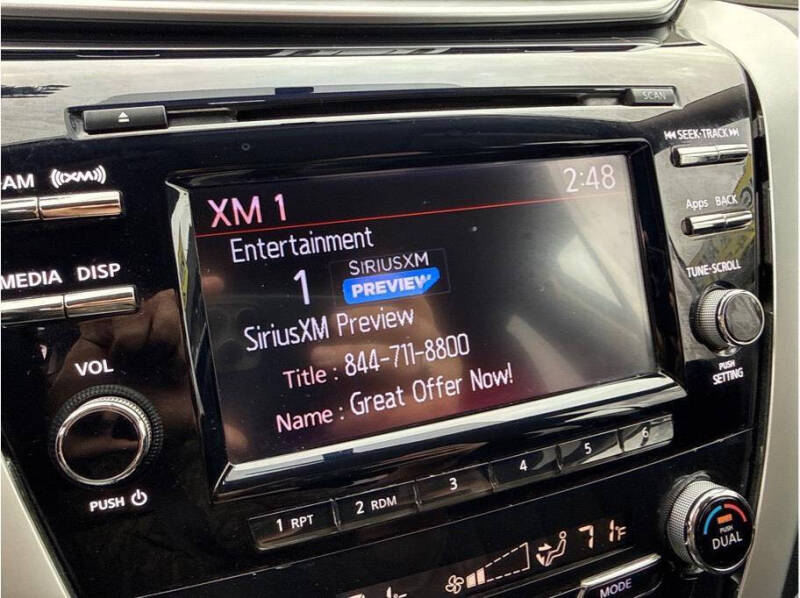 SCAN
SEEK·TRACK
AM
((XM))
XM 1
2:48
Apps BACK
Entertainment
1
SIRIUSXM
PREVIEW
MEDIA DISP
TUNE·SCROLL
SiriusXM Preview
Title : 844-711-8800
Name : Great Offer Now!
VOL
PUSH
SETTING
PUSH
1 RPT
2 RDM
3
4
5
6
71°F
PUSH
DUAL
MODE